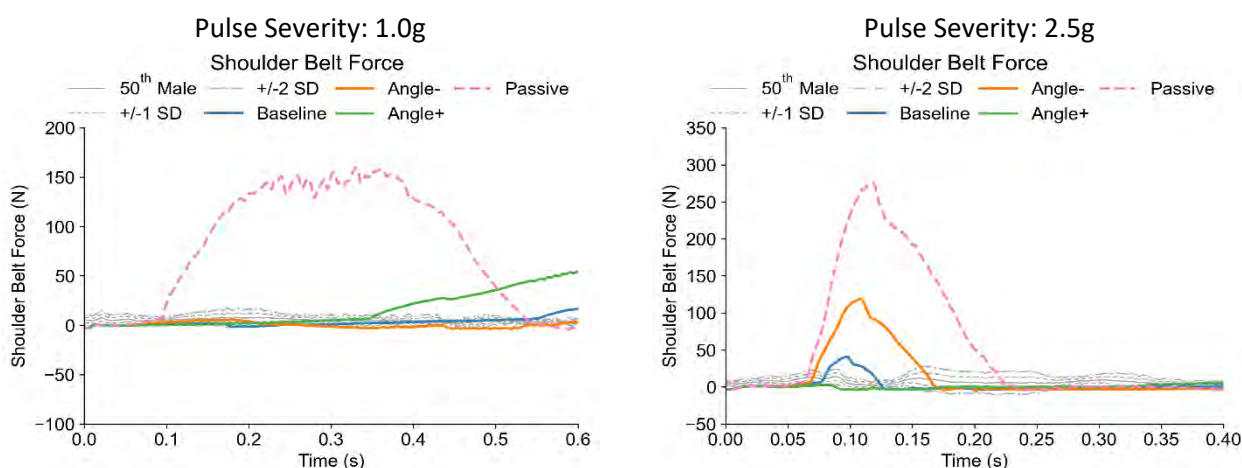 Pulse Severity: 1.0g
Shoulder Belt Force
50th Male +/-2 SD Angle- Passive
+/-1 SD Baseline Angle+
200
150
100
50
0
−50
−100
Shoulder Belt Force (N)
0.0 0.1 0.2 0.3 0.4 0.5 0.6
Time (s)
Pulse Severity: 2.5g
Shoulder Belt Force
50th Male +/-2 SD Angle- Passive
+/-1 SD Baseline Angle+
350
300
250
200
150
100
50
0
50
Shoulder Belt Force (N)
0.00 0.05 0.10 0.15 0.20 0.25 0.30 0.35 0.40
Time (s)